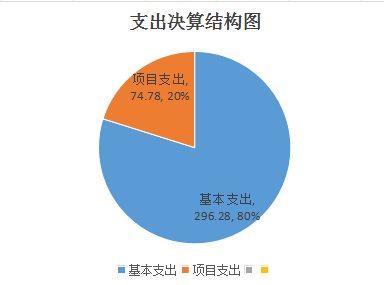 支出决算结构图
项目支出,
74.78, 20%
基本支出,
296.28, 80%
基本支出 项目支出